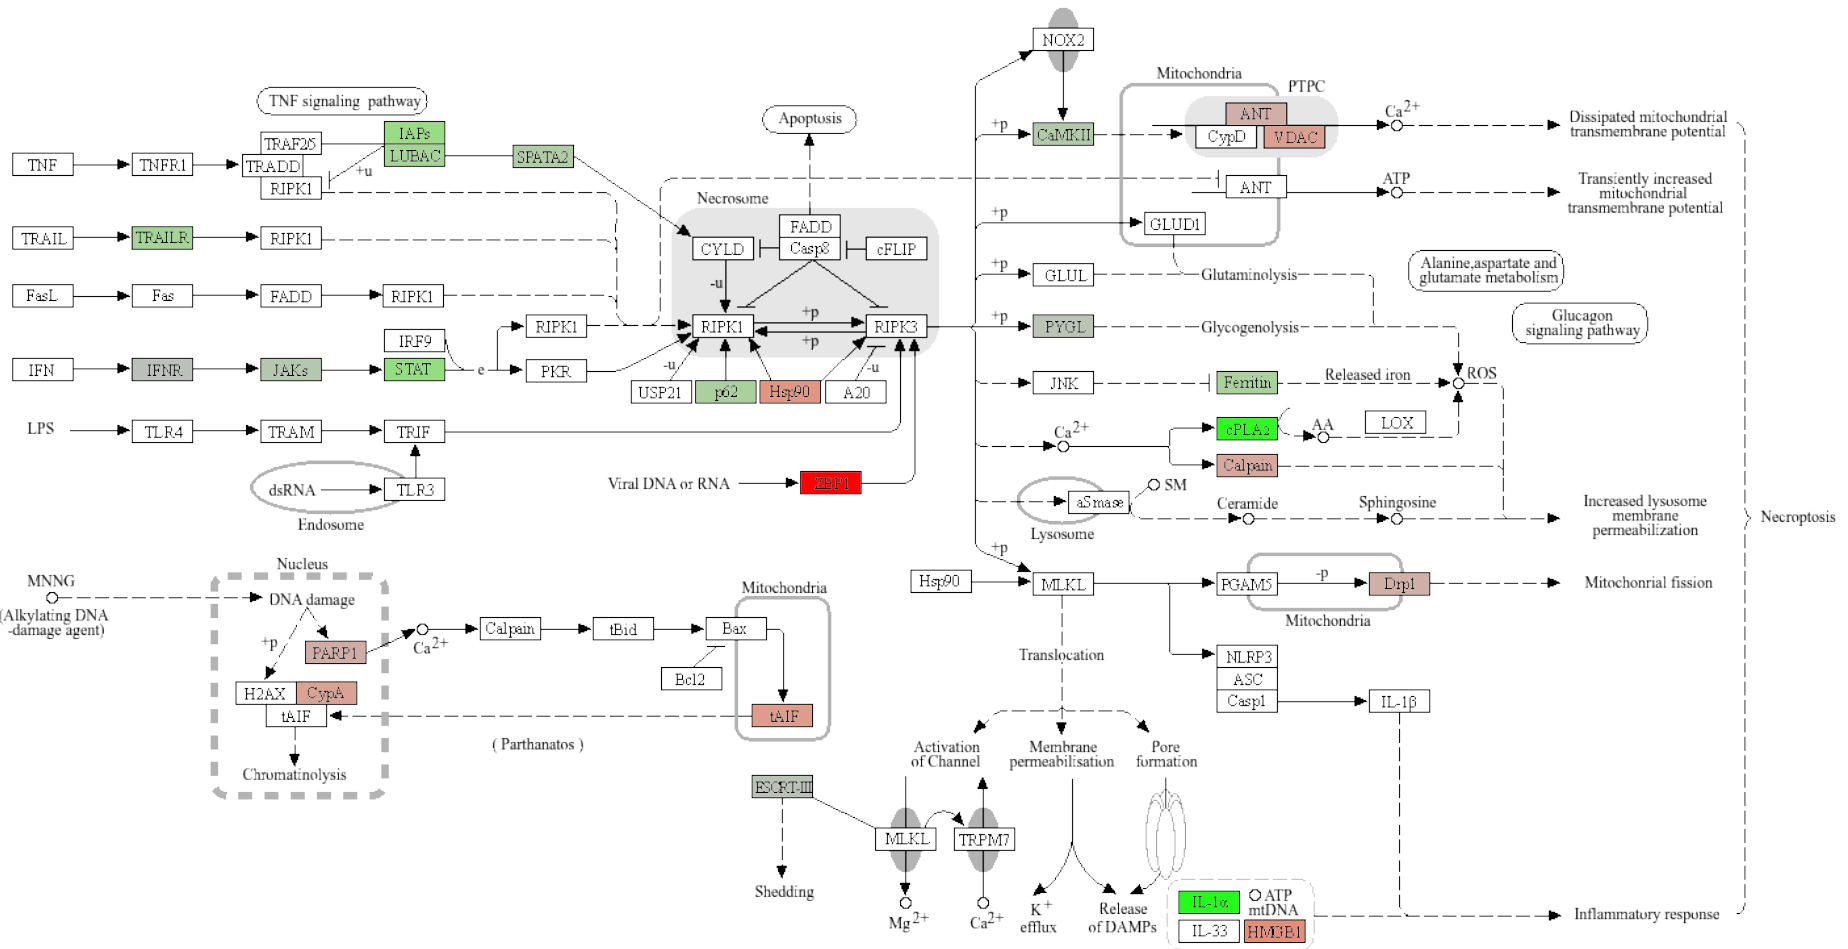 NOX2
Mitochondria
PTPC
TNF signaling pathway
Apoptosis
+p
CaMKII
ANT
CypD
VDAC
Ca2+
Dissipated mitochondrial
transmembrane potential
TRAF2/5
IAPs
LUBAC
SPATA2
TNF
TNFR1
TRADD
RIPK1
+u
ANT
ATP
Transiently increased
mitochondrial
transmembrane potential
Necrosome
+p
GLUD1
TRAIL
TRAILR
RIPK1
FADD
Casp8
CYLD
cFLIP
-u
+p
GLUL
Glutaminolysis
Alanine,aspartate and
glutamate metabolism
FasL
Fas
FADD
RIPK1
RIPK1
RIPK1
+p
+p
RIPK3
+p
PYGL
Glycogenolysis
Glucagon
signaling pathway
IRF9
IFN
IFNR
JAKs
STAT
e
PKR
-u
-u
USP21
p62
Hsp90
A20
JNK
Ferritin
Released iron
ROS
LPS
TLR4
TRAM
TRIF
Ca2+
cPLA2
AA
LOX
Calpain
dsRNA
TLR3
Endosome
Viral DNA or RNA
ZBP1
aSmase
SM
Lysosome
Ceramide
Sphingosine
Increased lysosome
membrane
permeabilization
Necroptosis
Nucleus
MNNG
(Alkylating DNA
-damage agent)
DNA damage
+p
PARP1
Ca2+
Calpain
tBid
Mitochondria
Bax
Bcl2
H2AX
CypA
tAIF
tAIF
( Parthanatos )
Chromatinolysis
+p
Hsp90
MLKL
PGAM5
-p
Drp1
Mitochondria
Mitochonrial fission
Translocation
NLRP3
ASC
Casp1
IL-1β
Activation
of Channel
Membrane
permeabilisation
Pore
formation
ESCRT-III
MLKL
TRPM7
Shedding
Mg2+
Ca2+
K+
efflux
Release
of DAMPs
IL-1α
ATP
mtDNA
IL-33
HMGB1
Inflammatory response